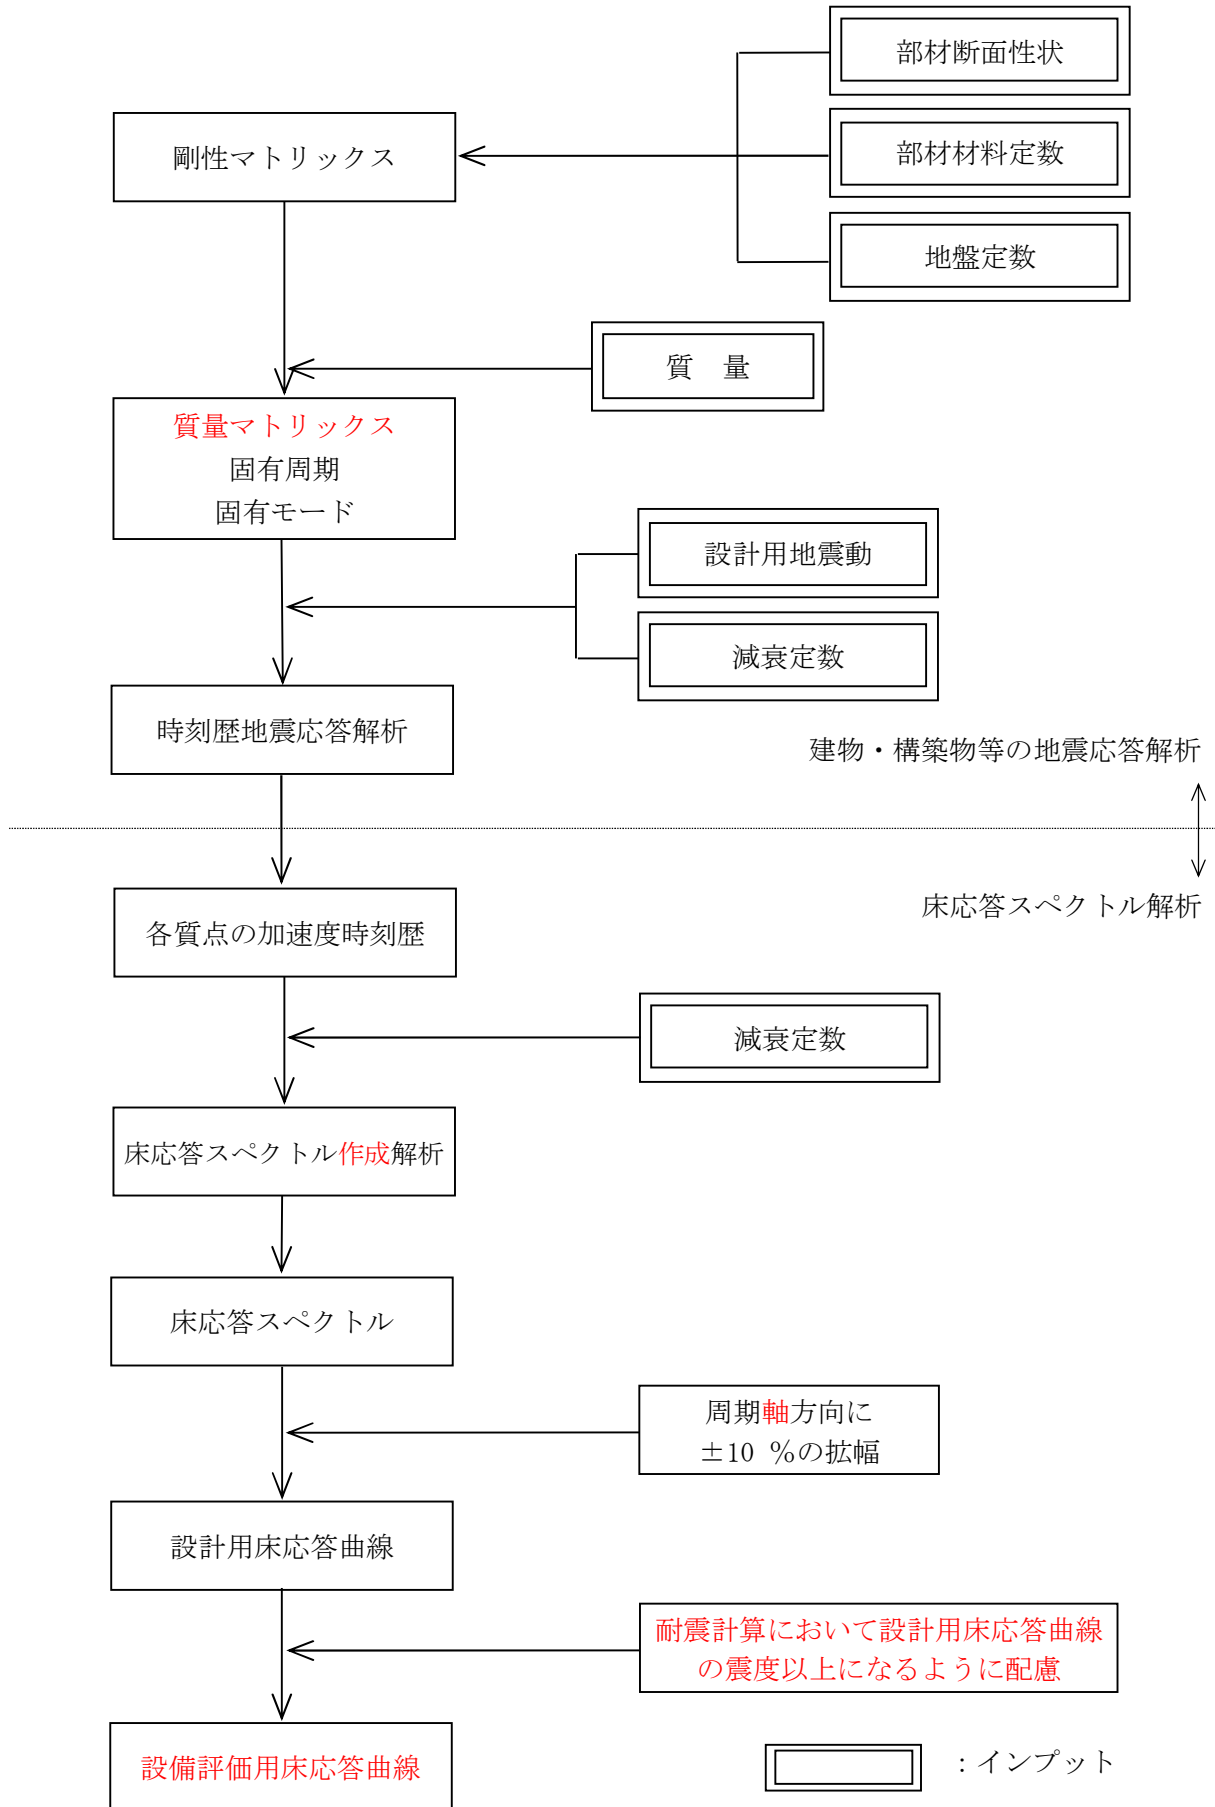 部材断面性状
剛性マトリックス
部材材料定数
地盤定数
質　量
質量マトリックス
固有周期
固有モード
設計用地震動
減衰定数
時刻歴地震応答解析
建物・構築物等の地震応答解析
床応答スペクトル解析
各質点の加速度時刻歴
減衰定数
床応答スペクトル作成解析
床応答スペクトル
周期軸方向に
±10 %の拡幅
設計用床応答曲線
耐震計算において設計用床応答曲線
の震度以上になるように配慮
設備評価用床応答曲線
：インプット